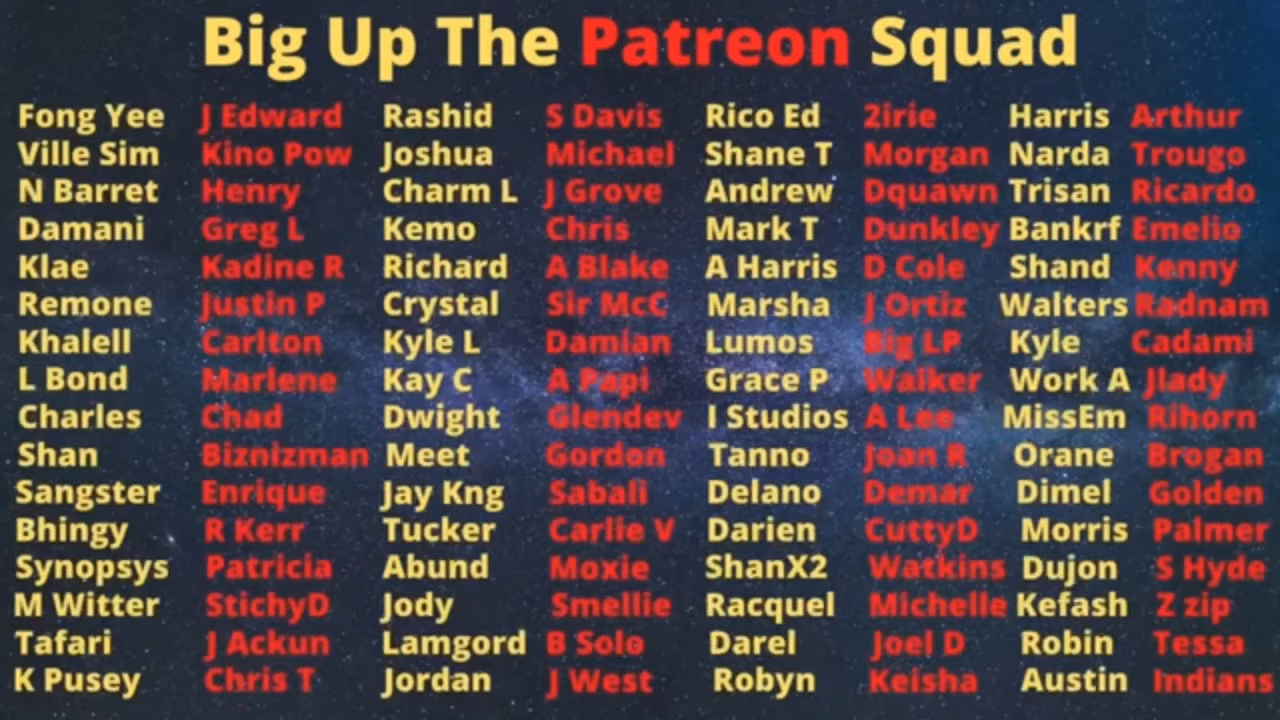 Big Up The Patreon Squad
Fong Yee J Edward Rashid S Davis Rico Ed 2irie Harris Arthur
Ville Sim Kino Pow Joshua Michael Shane T Morgan Narda Trougo
N Barret Henry Charm L J Grove Andrew Dquawn Trisan Ricardo
Damani Greg L Kemo Chris Mark T Dunkley Bankrf Emelio
Klae Kadine R Richard A Blake A Harris D Cole Shand Kenny
Remone Justin P Crystal Sir McC Marsha J Ortiz Walters Radnam
Khalell Carlton Kyle L Damian Lumos Big LP Kyle Cadami
L Bond Marlene Kay C A Papi Grace P Walker Work A Jlady
Charles Chad Dwight Glendev I Studios A Lee MissEm Rihorn
Shan Biznizman Meet Gordon Tanno Joan R Orane Brogan
Sangster Enrique Jay Kng Sabali Delano Demar Dimel Golden
Bhingy R Kerr Tucker Carlie V Darien CuttyD Morris Palmer
Synopsys Patricia Abund Moxie ShanX2 Watkins Dujon S Hyde
M Witter StichyD Jody Smellie Racquel Michelle Kefash Z zip
Tafari J Ackun Lamgord B Solo Darel Joel D Robin Tessa
K Pusey Chris T Jordan J West Robyn Keisha Austin Indians